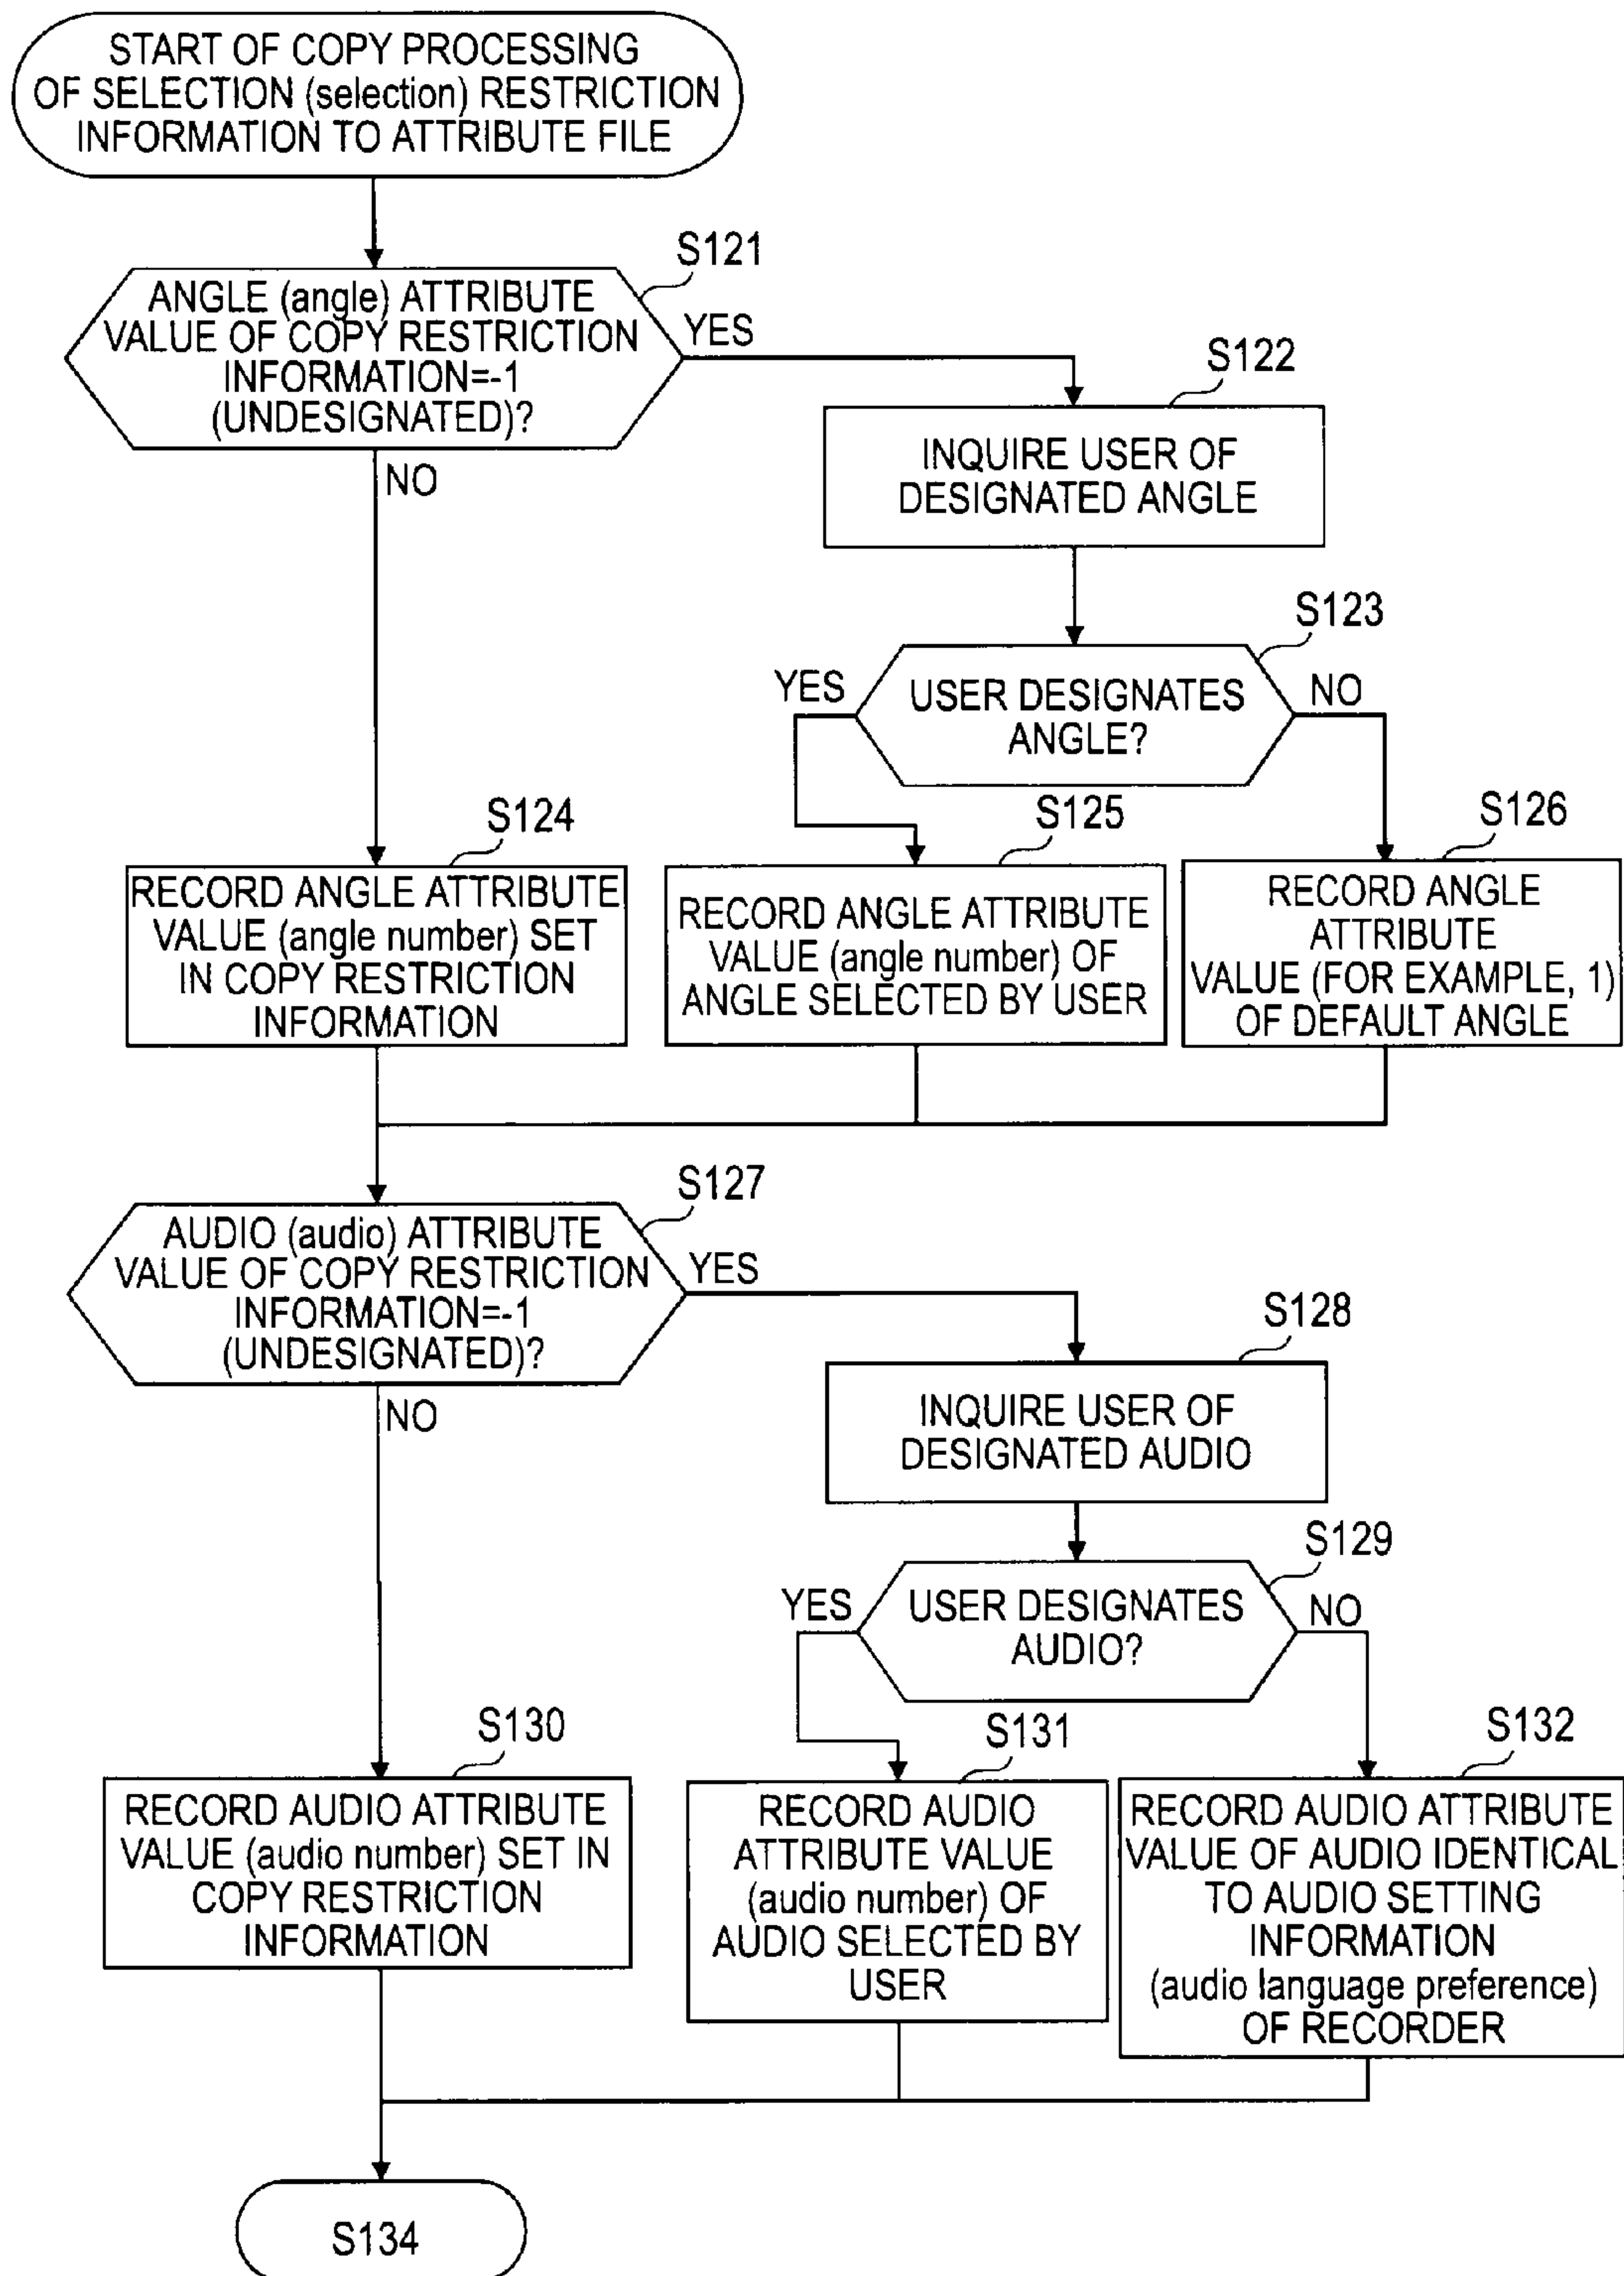 START OF COPY PROCESSING
OF SELECTION (selection) RESTRICTION
INFORMATION TO ATTRIBUTE FILE
S121
ANGLE (angle) ATTRIBUTE
VALUE OF COPY RESTRICTION
INFORMATION=-1
(UNDESIGNATED)?
YES
NO
S122
INQUIRE USER OF
DESIGNATED ANGLE
S123
USER DESIGNATES
ANGLE?
YES
NO
S124
RECORD ANGLE ATTRIBUTE
VALUE (angle number) SET
IN COPY RESTRICTION
INFORMATION
S125
RECORD ANGLE ATTRIBUTE
VALUE (angle number) OF
ANGLE SELECTED BY USER
S126
RECORD ANGLE
ATTRIBUTE
VALUE (FOR EXAMPLE, 1)
OF DEFAULT ANGLE
S127
AUDIO (audio) ATTRIBUTE
VALUE OF COPY RESTRICTION
INFORMATION=-1
(UNDESIGNATED)?
YES
NO
S128
INQUIRE USER OF
DESIGNATED AUDIO
S129
USER DESIGNATES
AUDIO?
YES
NO
S130
RECORD AUDIO ATTRIBUTE
VALUE (audio number) SET IN
COPY RESTRICTION
INFORMATION
S131
RECORD AUDIO
ATTRIBUTE VALUE
(audio number) OF
AUDIO SELECTED BY
USER
S132
RECORD AUDIO ATTRIBUTE
VALUE OF AUDIO IDENTICAL
TO AUDIO SETTING
INFORMATION
(audio language preference)
OF RECORDER
S134